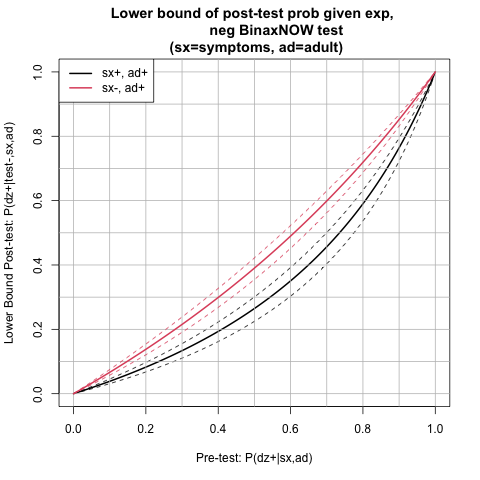 Lower bound of post-test prob given exp,
neg BinaxNOW test
(sx=symptoms, ad=adult)
sx+, ad+
sx-, ad+
Lower Bound Post-test: P(dz+|test-,sx,ad)
1.0
0.8
0.6
0.4
0.2
0.0
0.0 0.2 0.4 0.6 0.8 1.0
Pre-test: P(dz+|sx,ad)